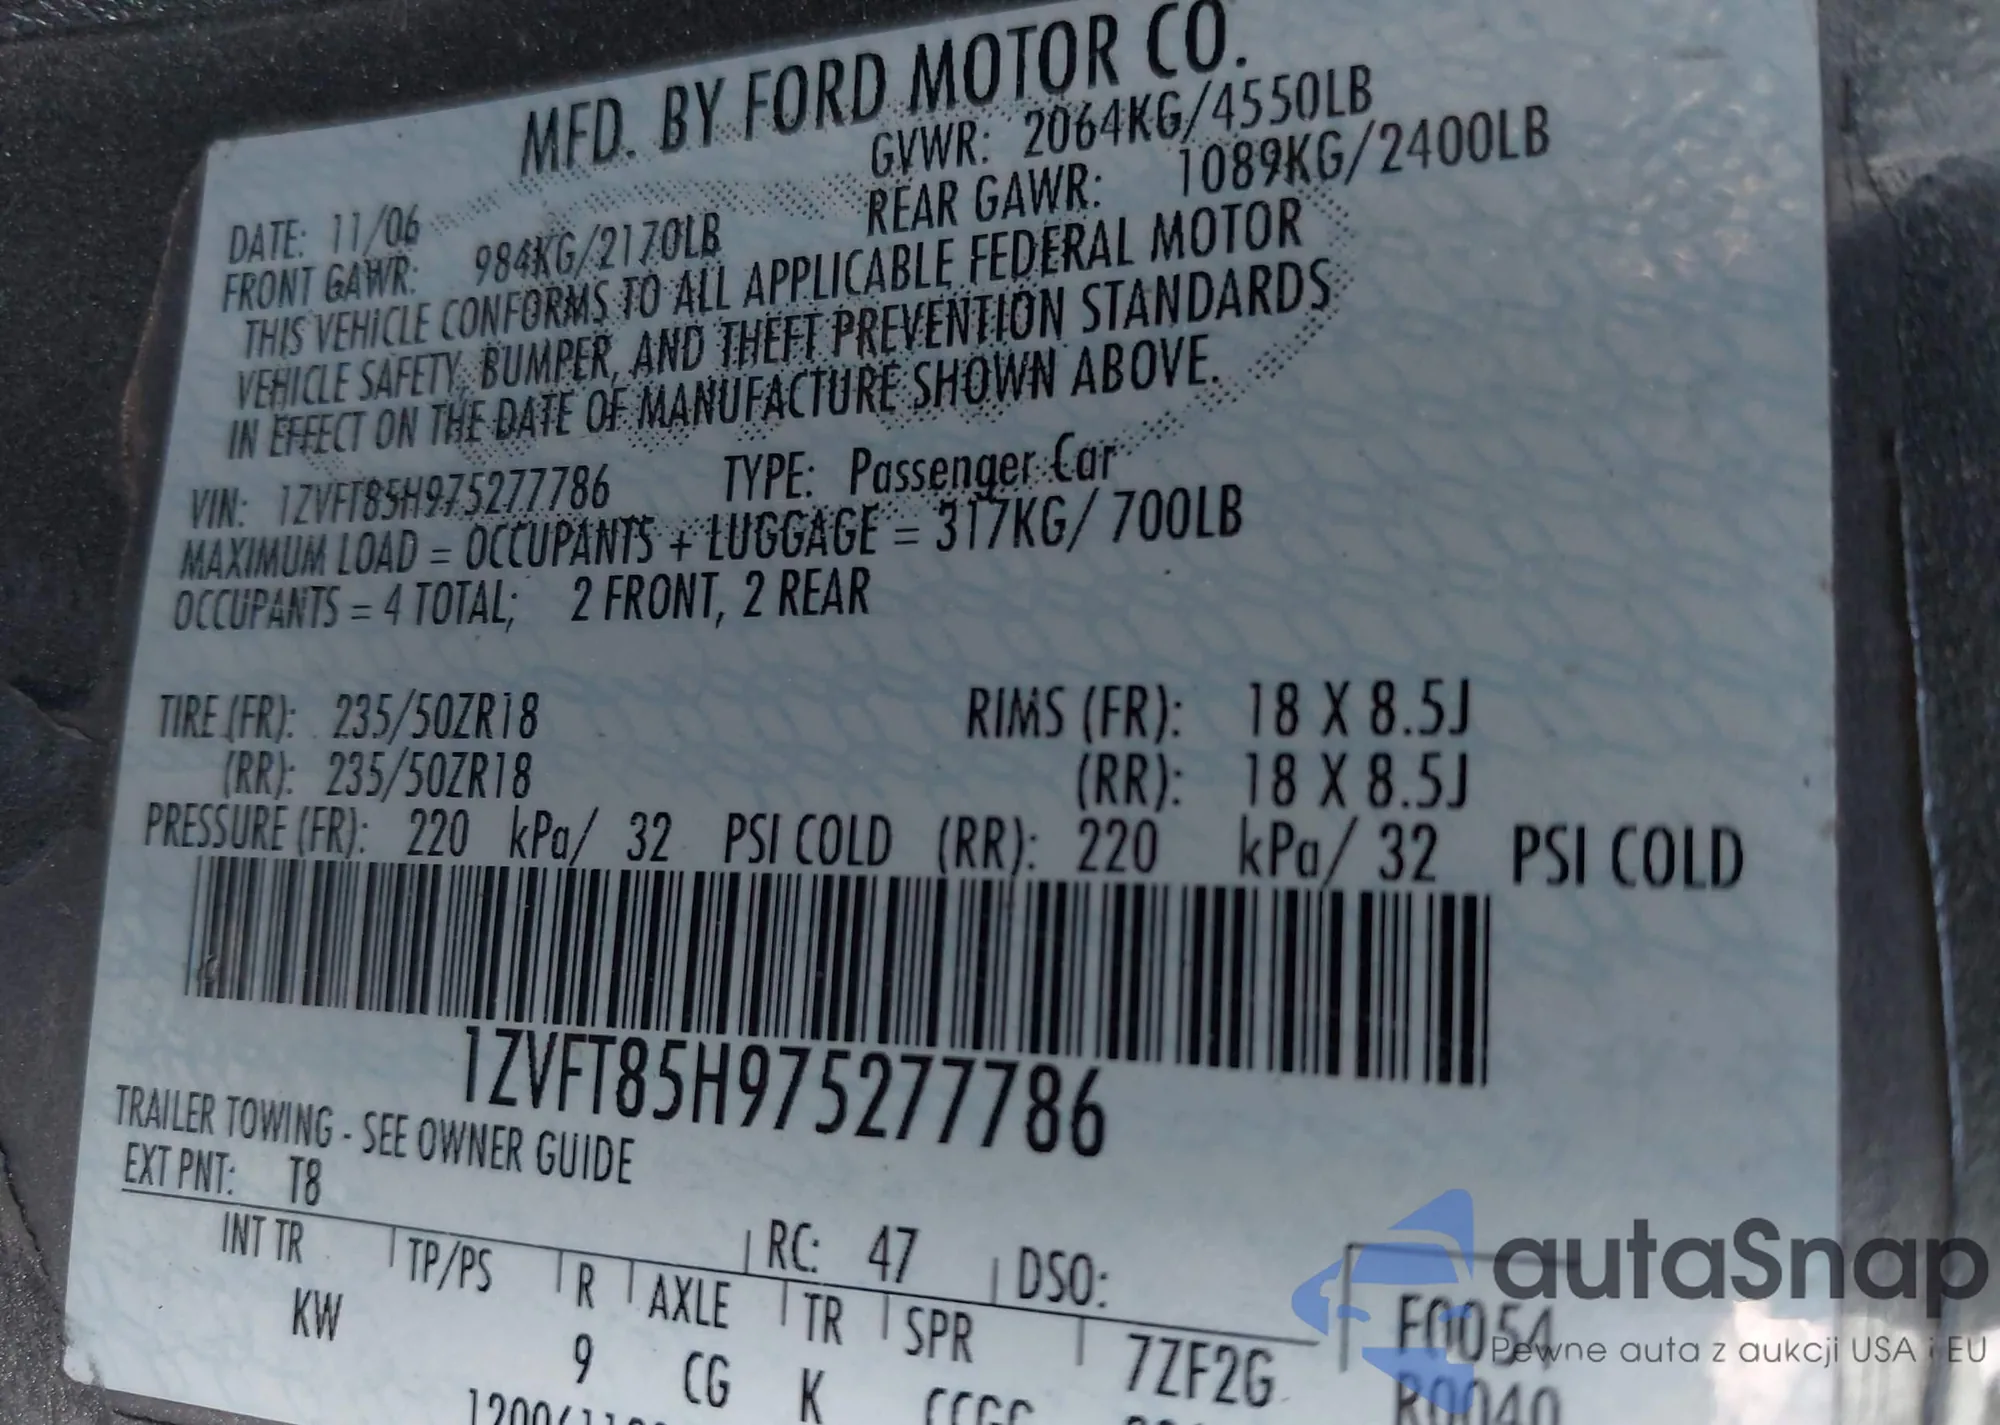 MFD. BY FORD MOTOR CO.
DATE: 11/06 GVWR: 2064KG/4550LB
FRONT GAWR: 984KG/2170LB REAR GAWR: 1089KG/2400LB
THIS VEHICLE CONFORMS TO ALL APPLICABLE FEDERAL MOTOR
VEHICLE SAFETY, BUMPER, AND THEFT PREVENTION STANDARDS
IN EFFECT ON THE DATE OF MANUFACTURE SHOWN ABOVE.
VIN: 1ZVFT85H975277786 TYPE: Passenger Car
MAXIMUM LOAD = OCCUPANTS + LUGGAGE = 317KG/ 700LB
OCCUPANTS = 4 TOTAL; 2 FRONT, 2 REAR
TIRE (FR): 235/50ZR18 RIMS (FR): 18 X 8.5J
(RR): 235/50ZR18 (RR): 18 X 8.5J
PRESSURE (FR): 220 kPa/ 32 PSI COLD (RR): 220 kPa/ 32 PSI COLD
1ZVFT85H975277786
TRAILER TOWING - SEE OWNER GUIDE
EXT PNT: T8 RC: 47 DSO:
INT TR TP/PS R AXLE TR SPR 7ZF2G F0054
KW 9 CG K R0040
autaSnap
Pewne auta z aukcji USA i EU